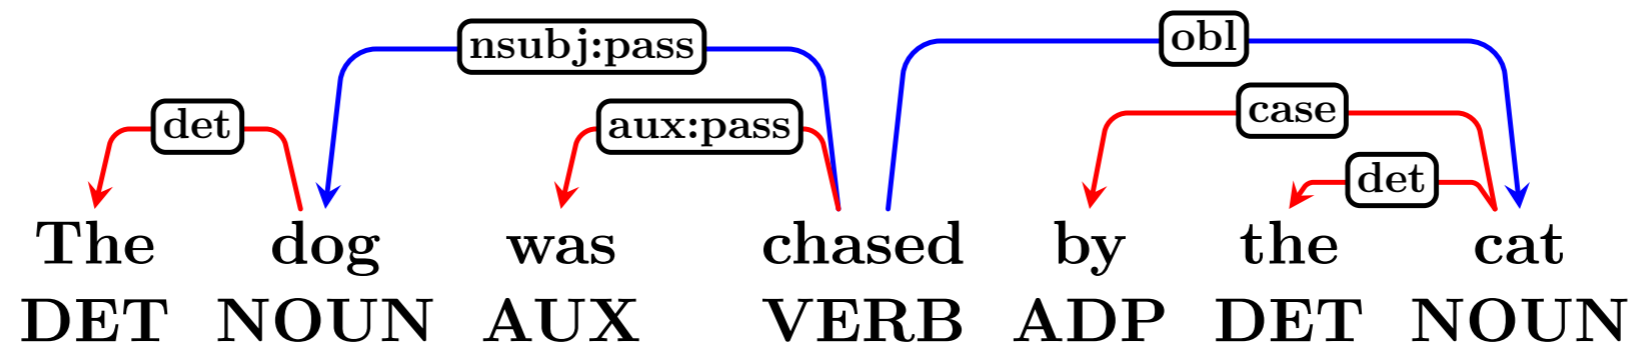 nsubj:pass obl
det aux:pass case
det
The dog was chased by the cat
DET NOUN AUX VERB ADP DET NOUN